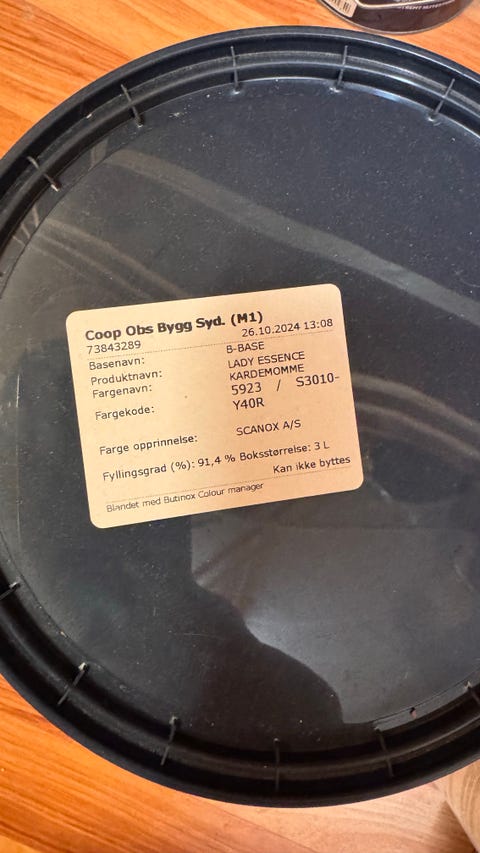 Coop Obs Bygg Syd. (M1)
73843289 26.10.2024 13:08
Basenavn: B-BASE
Produktnavn: LADY ESSENCE
Fargenavn: KARDEMOMME
Fargekode: 5923 / S3010-
Y40R
Farge opprinnelse: SCANOX A/S
Fyllingsgrad (%): 91,4 % Boksstørrelse: 3 L
Kan ikke byttes
Blandet med Butinox Colour manager